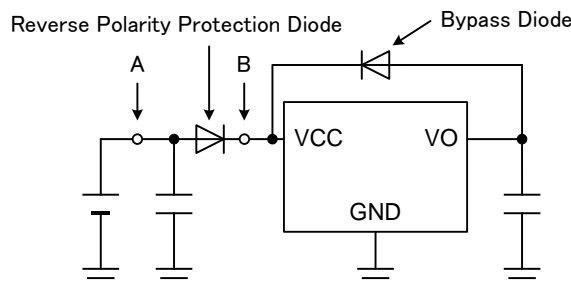 Reverse Polarity Protection Diode
Bypass Diode
A
B
VCC
VO
GND